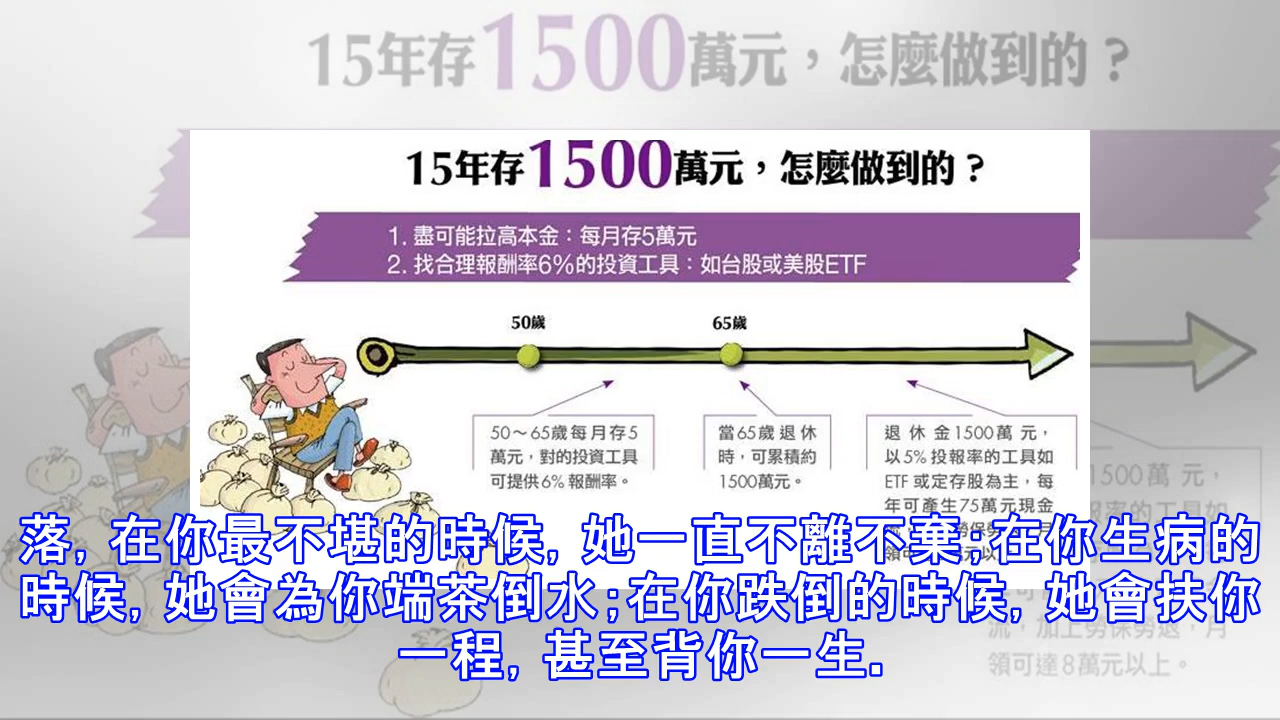 15年存1500萬元，怎麼做到的？
15年存1500萬元，怎麼做到的？
1. 盡可能拉高本金：每月存5萬元
2. 找合理報酬率6%的投資工具：如台股或美股ETF
50歲
65歲
50～65歲每月存5
萬元，對的投資工具
可提供6%報酬率。
當65歲退休
時，可累積約
1500萬元。
退休金1500萬元，
以5%投報率的工具如
ETF或定存股為主，每
年可產生75萬元現金
1500萬元，
率的工具如
流，加上勞保勞退，月
領可達8萬元以上。
落, 在你最不堪的時候, 她一直不離不棄;在你生病的
時候, 她會為你端茶倒水;在你跌倒的時候, 她會扶你
一程, 甚至背你一生.